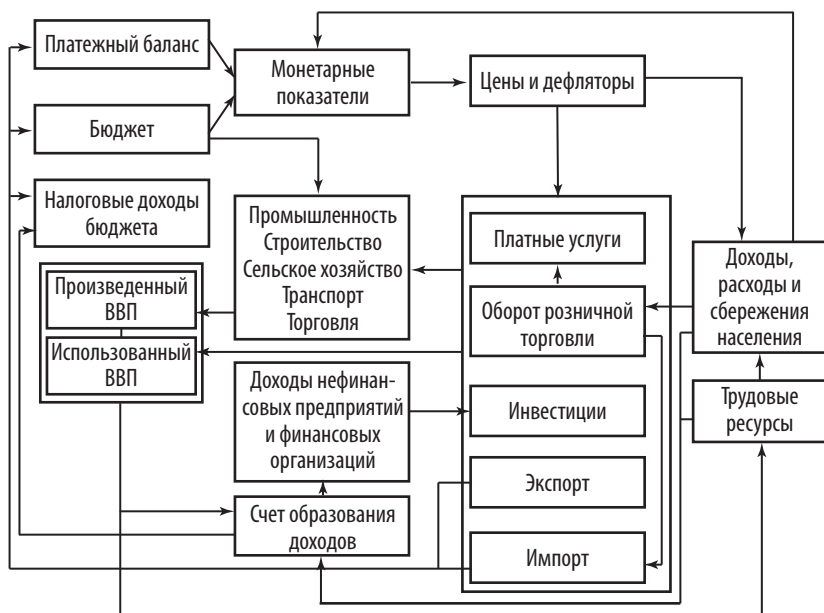 Платежный баланс
Бюджет
Налоговые доходы
бюджета
Монетарные
показатели
Цены и дефляторы
Промышленность
Строительство
Сельское хозяйство
Транспорт
Торговля
Произведенный
ВВП
Использованный
ВВП
Доходы нефинан-
совых предприятий
и финансовых
организаций
Счет образования
доходов
Платные услуги
Оборот розничной
торговли
Инвестиции
Экспорт
Импорт
Доходы,
расходы и
сбережения
населения
Трудовые
ресурсы